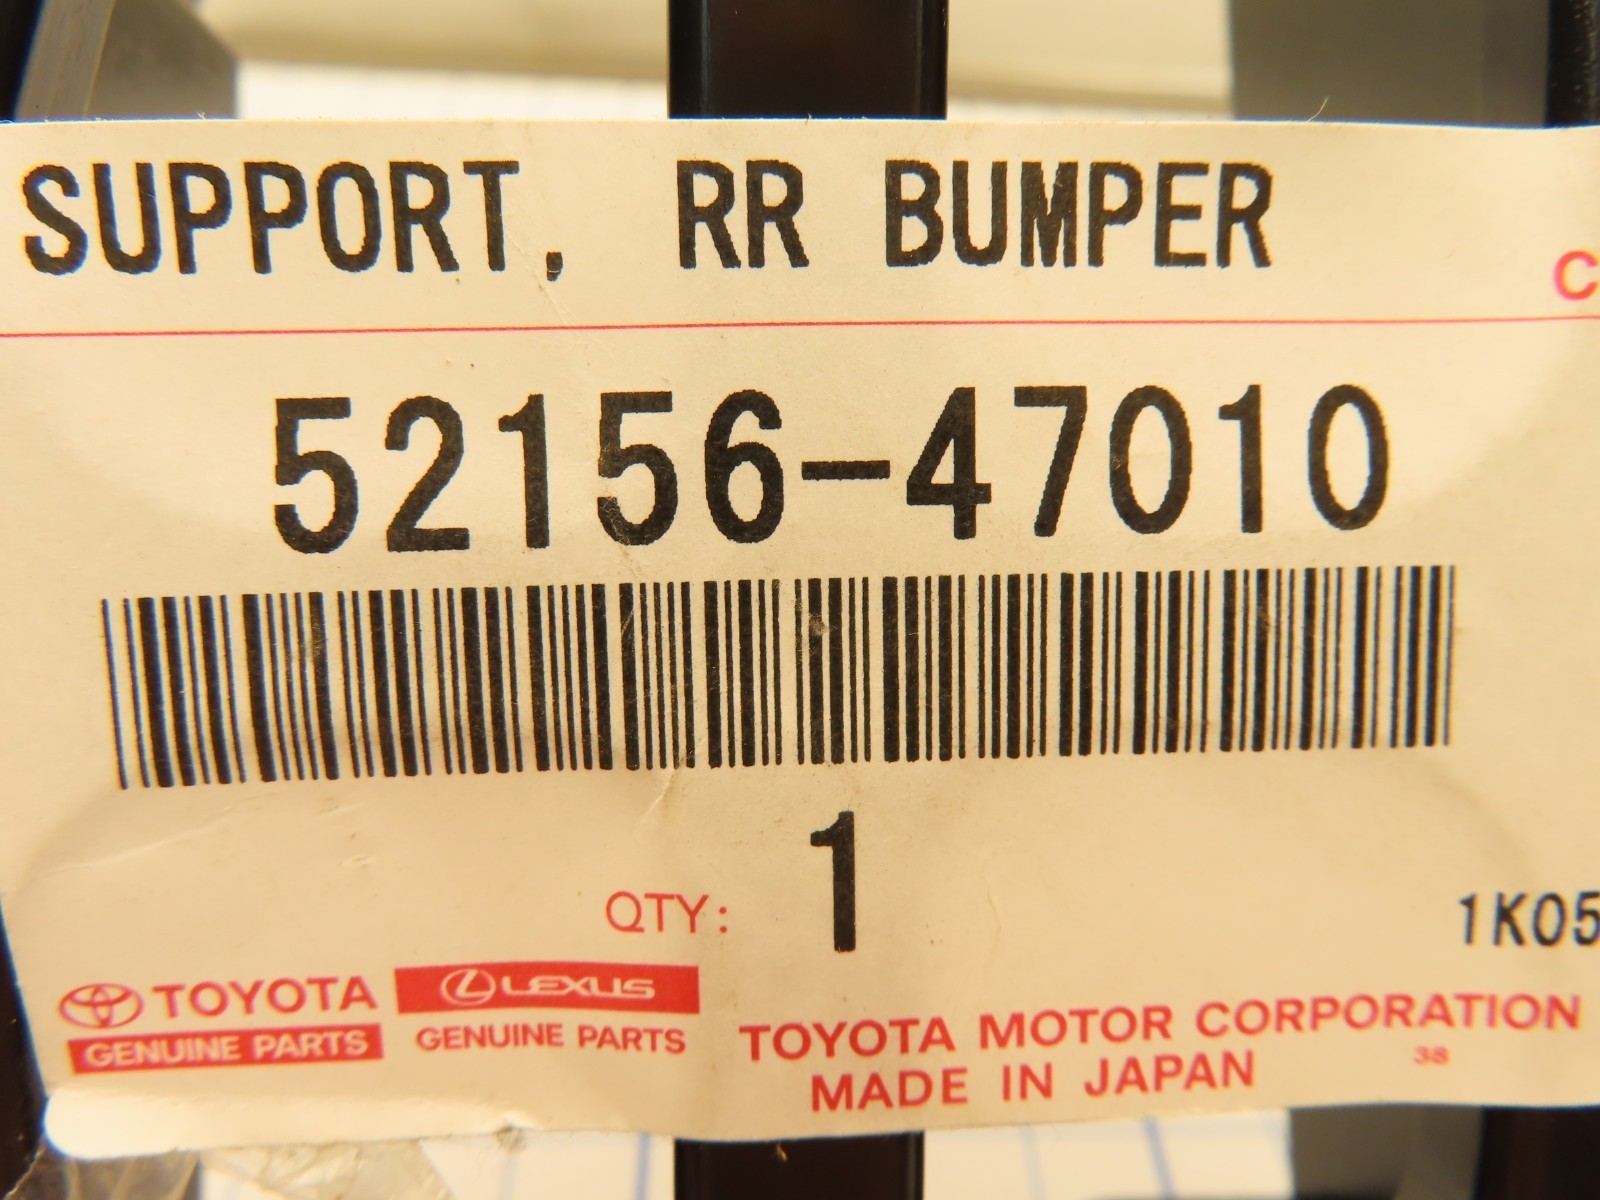 SUPPORT, RR BUMPER
C
52156-47010
1
QTY:
1K05
TOYOTA
GENUINE PARTS
LEXUS
GENUINE PARTS
TOYOTA MOTOR CORPORATION
MADE IN JAPAN
38